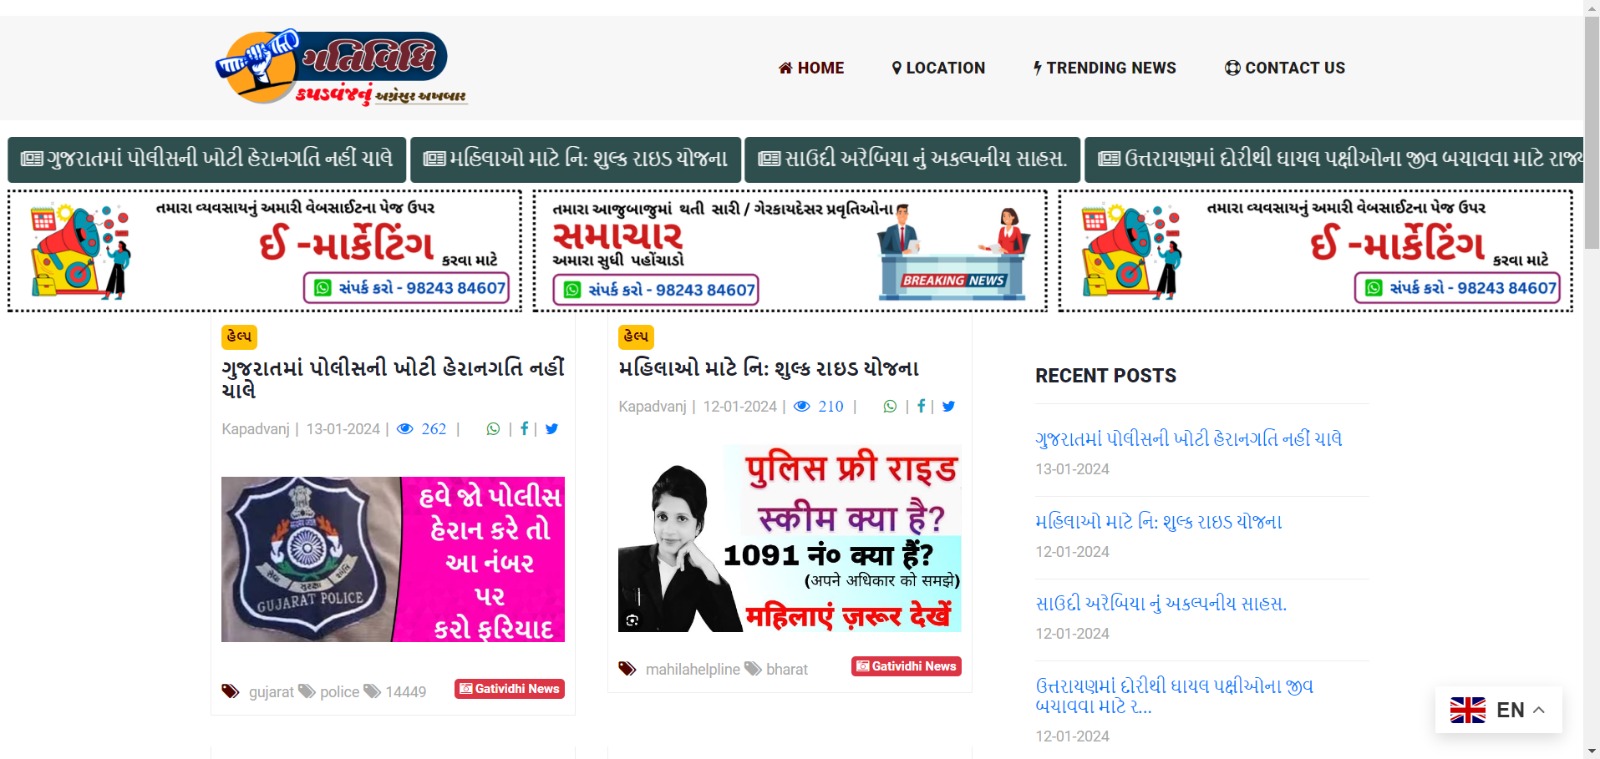 ગતિવિધિ
કપડવંજનું અગ્રેસુર અખબાર
HOME LOCATION TRENDING NEWS CONTACT US
ગુજરાતમાં પોલીસની ખોટી હેરાનગતિ નહીં ચાલે મહિલાઓ માટે નિ: શુલ્ક રાઇડ યોજના સાઉદી અરેબિયા નું અકલ્પનીય સાહસ. ઉત્તરાયણમાં દોરીથી ઘાયલ પક્ષીઓના જીવ બચાવવા માટે રાજ્ય
તમારા વ્યવસાયનું અમારી વેબસાઈટના પેજ ઉપર
ઈ -માર્કેટિંગ
કરવા માટે
સંપર્ક કરો - 98243 84607
તમારા આજુબાજુમાં થતી સારી / ગેરકાયદેસર પ્રવૃતિઓના
સમાચાર
અમારા સુધી પહોંચાડો
સંપર્ક કરો - 98243 84607
BREAKING NEWS
તમારા વ્યવસાયનું અમારી વેબસાઈટના પેજ ઉપર
ઈ -માર્કેટિંગ
કરવા માટે
સંપર્ક કરો - 98243 84607
હેલ્પ
ગુજરાતમાં પોલીસની ખોટી હેરાનગતિ નહીં
ચાલે
Kapadvanj | 13-01-2024 | 262 | | |
GUJARAT POLICE
હવે જો પોલીસ
હેરાન કરે તો
આ નંબર
પર
કરો ફરિયાદ
gujarat police 14449 Gatividhi News
હેલ્પ
મહિલાઓ માટે નિ: શુલ્ક રાઇડ યોજના
Kapadvanj | 12-01-2024 | 210 | | |
पुलिस फ्री राइड
स्कीम क्या है?
1091 नं० क्या हैं?
(अपने अधिकार को समझे)
महिलाएं ज़रूर देखें
mahilahelpline bharat Gatividhi News
RECENT POSTS
ગુજરાતમાં પોલીસની ખોટી હેરાનગતિ નહીં ચાલે
13-01-2024
મહિલાઓ માટે નિ: શુલ્ક રાઇડ યોજના
12-01-2024
સાઉદી અરેબિયા નું અકલ્પનીય સાહસ.
12-01-2024
ઉત્તરાયણમાં દોરીથી ઘાયલ પક્ષીઓના જીવ
બચાવવા માટે ર...
12-01-2024
EN